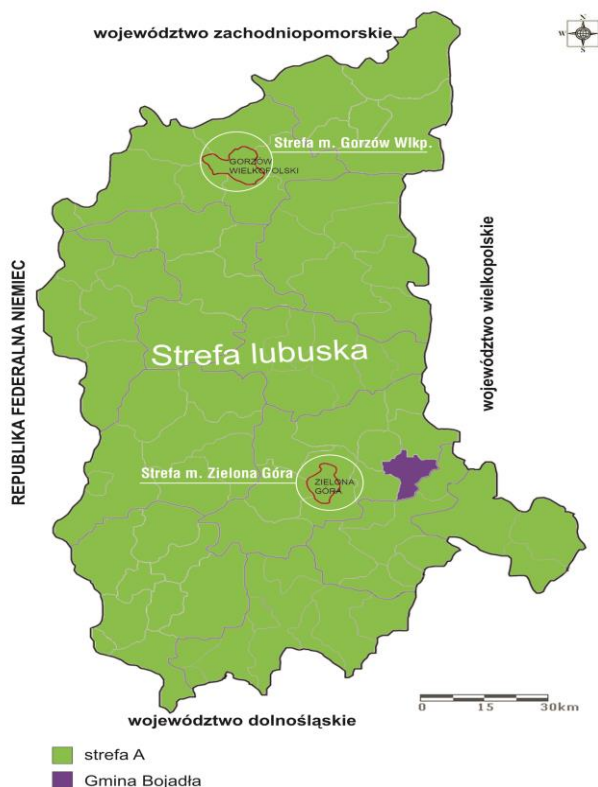 województwo zachodniopomorskie
N
W E
S
Strefa m. Gorzów Wlkp.
GORZÓW
WIELKOPOLSKI
REPUBLIKA FEDERALNA NIEMIEC
województwo wielkopolskie
Strefa lubuska
Strefa m. Zielona Góra
ZIELONA
GÓRA
0 15 30km
województwo dolnośląskie
strefa A
Gmina Bojadła